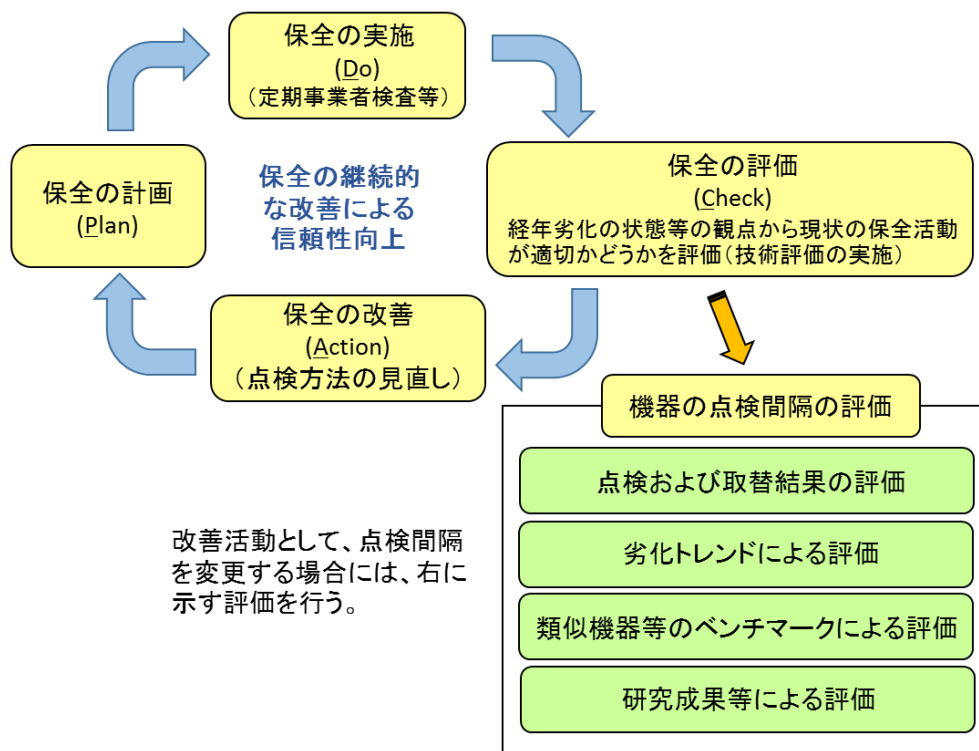 保全の実施
(Do)
（定期事業者検査等）
保全の計画
(Plan)
保全の継続的
な改善による
信頼性向上
保全の評価
(Check)
経年劣化の状態等の観点から現状の保全活動
が適切かどうかを評価（技術評価の実施）
保全の改善
(Action)
（点検方法の見直し）
機器の点検間隔の評価
点検および取替結果の評価
劣化トレンドによる評価
類似機器等のベンチマークによる評価
研究成果等による評価
改善活動として、点検間隔
を変更する場合には、右に
示す評価を行う。